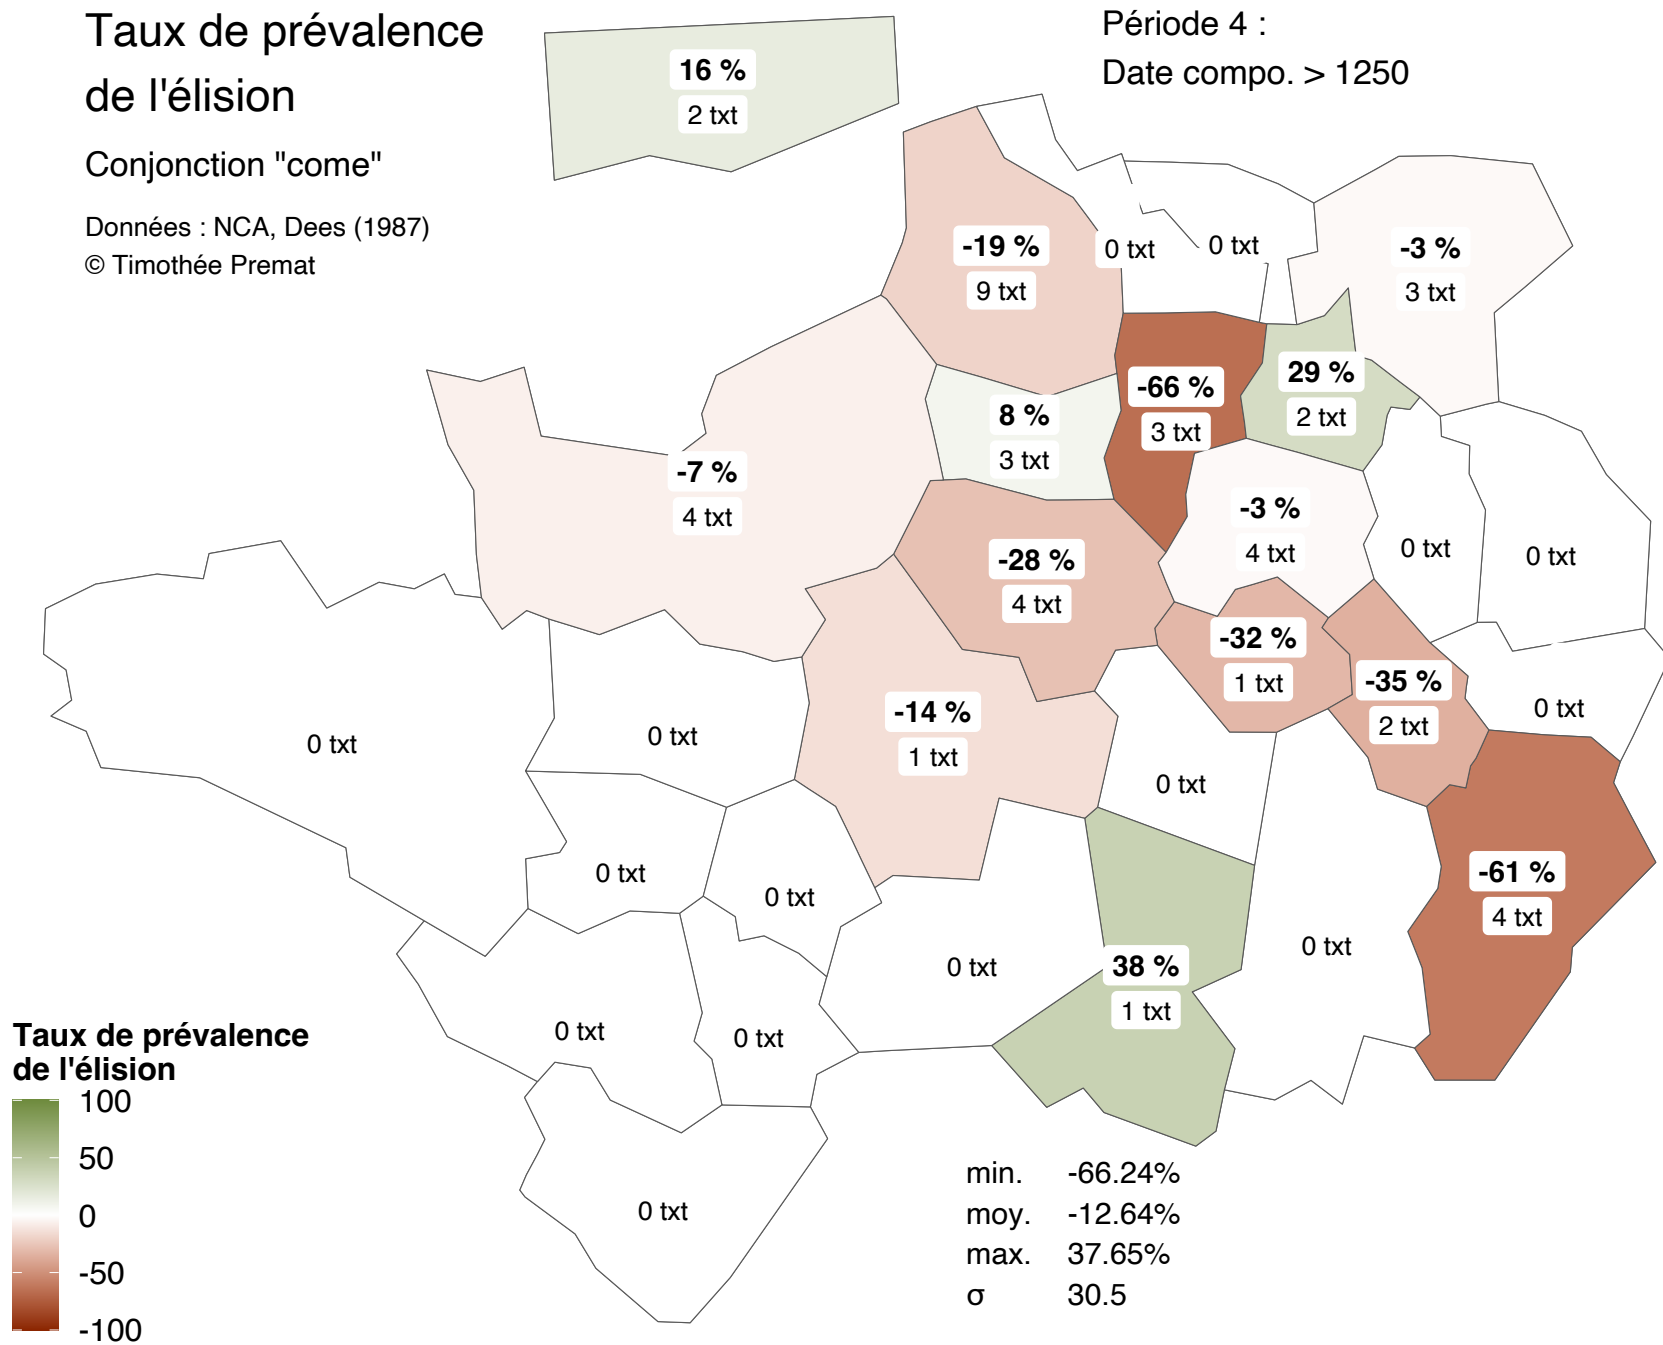 Taux de prévalence
de l'élision
Conjonction "come"
Données : NCA, Dees (1987)
© Timothée Premat
Période 4 :
Date compo. > 1250
16 %
2 txt
-19 %
9 txt
0 txt
0 txt
-3 %
3 txt
-66 %
3 txt
29 %
2 txt
8 %
3 txt
-7 %
4 txt
-3 %
4 txt
0 txt
0 txt
-28 %
4 txt
-32 %
1 txt
-35 %
2 txt
0 txt
-14 %
1 txt
0 txt
0 txt
0 txt
0 txt
0 txt
-61 %
4 txt
0 txt
38 %
1 txt
0 txt
0 txt
0 txt
0 txt
Taux de prévalence
de l'élision
100
50
0
-50
-100
min. -66.24%
moy. -12.64%
max. 37.65%
σ 30.5